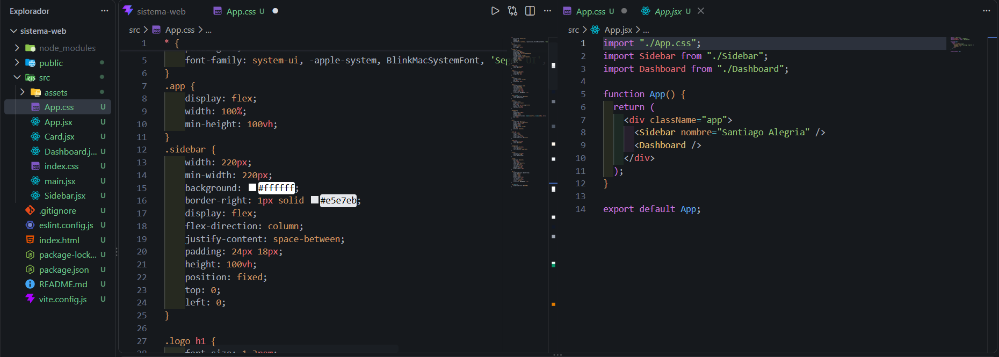 Explorador
sistema-web
node_modules
public
src
assets
App.css U
App.jsx U
Card.jsx U
Dashboard.j... U
index.css U
main.jsx U
Sidebar.jsx U
.gitignore U
eslint.config.js U
index.html U
package-lock... U
package.json U
README.md U
vite.config.js U
sistema-web
App.css U
src > App.css > ...
1 * {
5 font-family: system-ui, -apple-system, BlinkMacSystemFont,
6 }
7 .app {
8 display: flex;
9 width: 100%;
10 min-height: 100vh;
11 }
12 .sidebar {
13 width: 220px;
14 min-width: 220px;
15 background: #ffffff;
16 border-right: 1px solid #e5e7eb;
17 display: flex;
18 flex-direction: column;
19 justify-content: space-between;
20 padding: 24px 18px;
21 height: 100vh;
22 position: fixed;
23 top: 0;
24 left: 0;
25 }
26
27 .logo h1 {
App.css U
App.jsx U
src > App.jsx > ...
1 import "./App.css";
2 import Sidebar from "./Sidebar";
3 import Dashboard from "./Dashboard";
4
5 function App() {
6 return (
7 <div className="app">
8 <Sidebar nombre="Santiago Alegria" />
9 <Dashboard />
10 </div>
11 );
12 }
13
14 export default App;